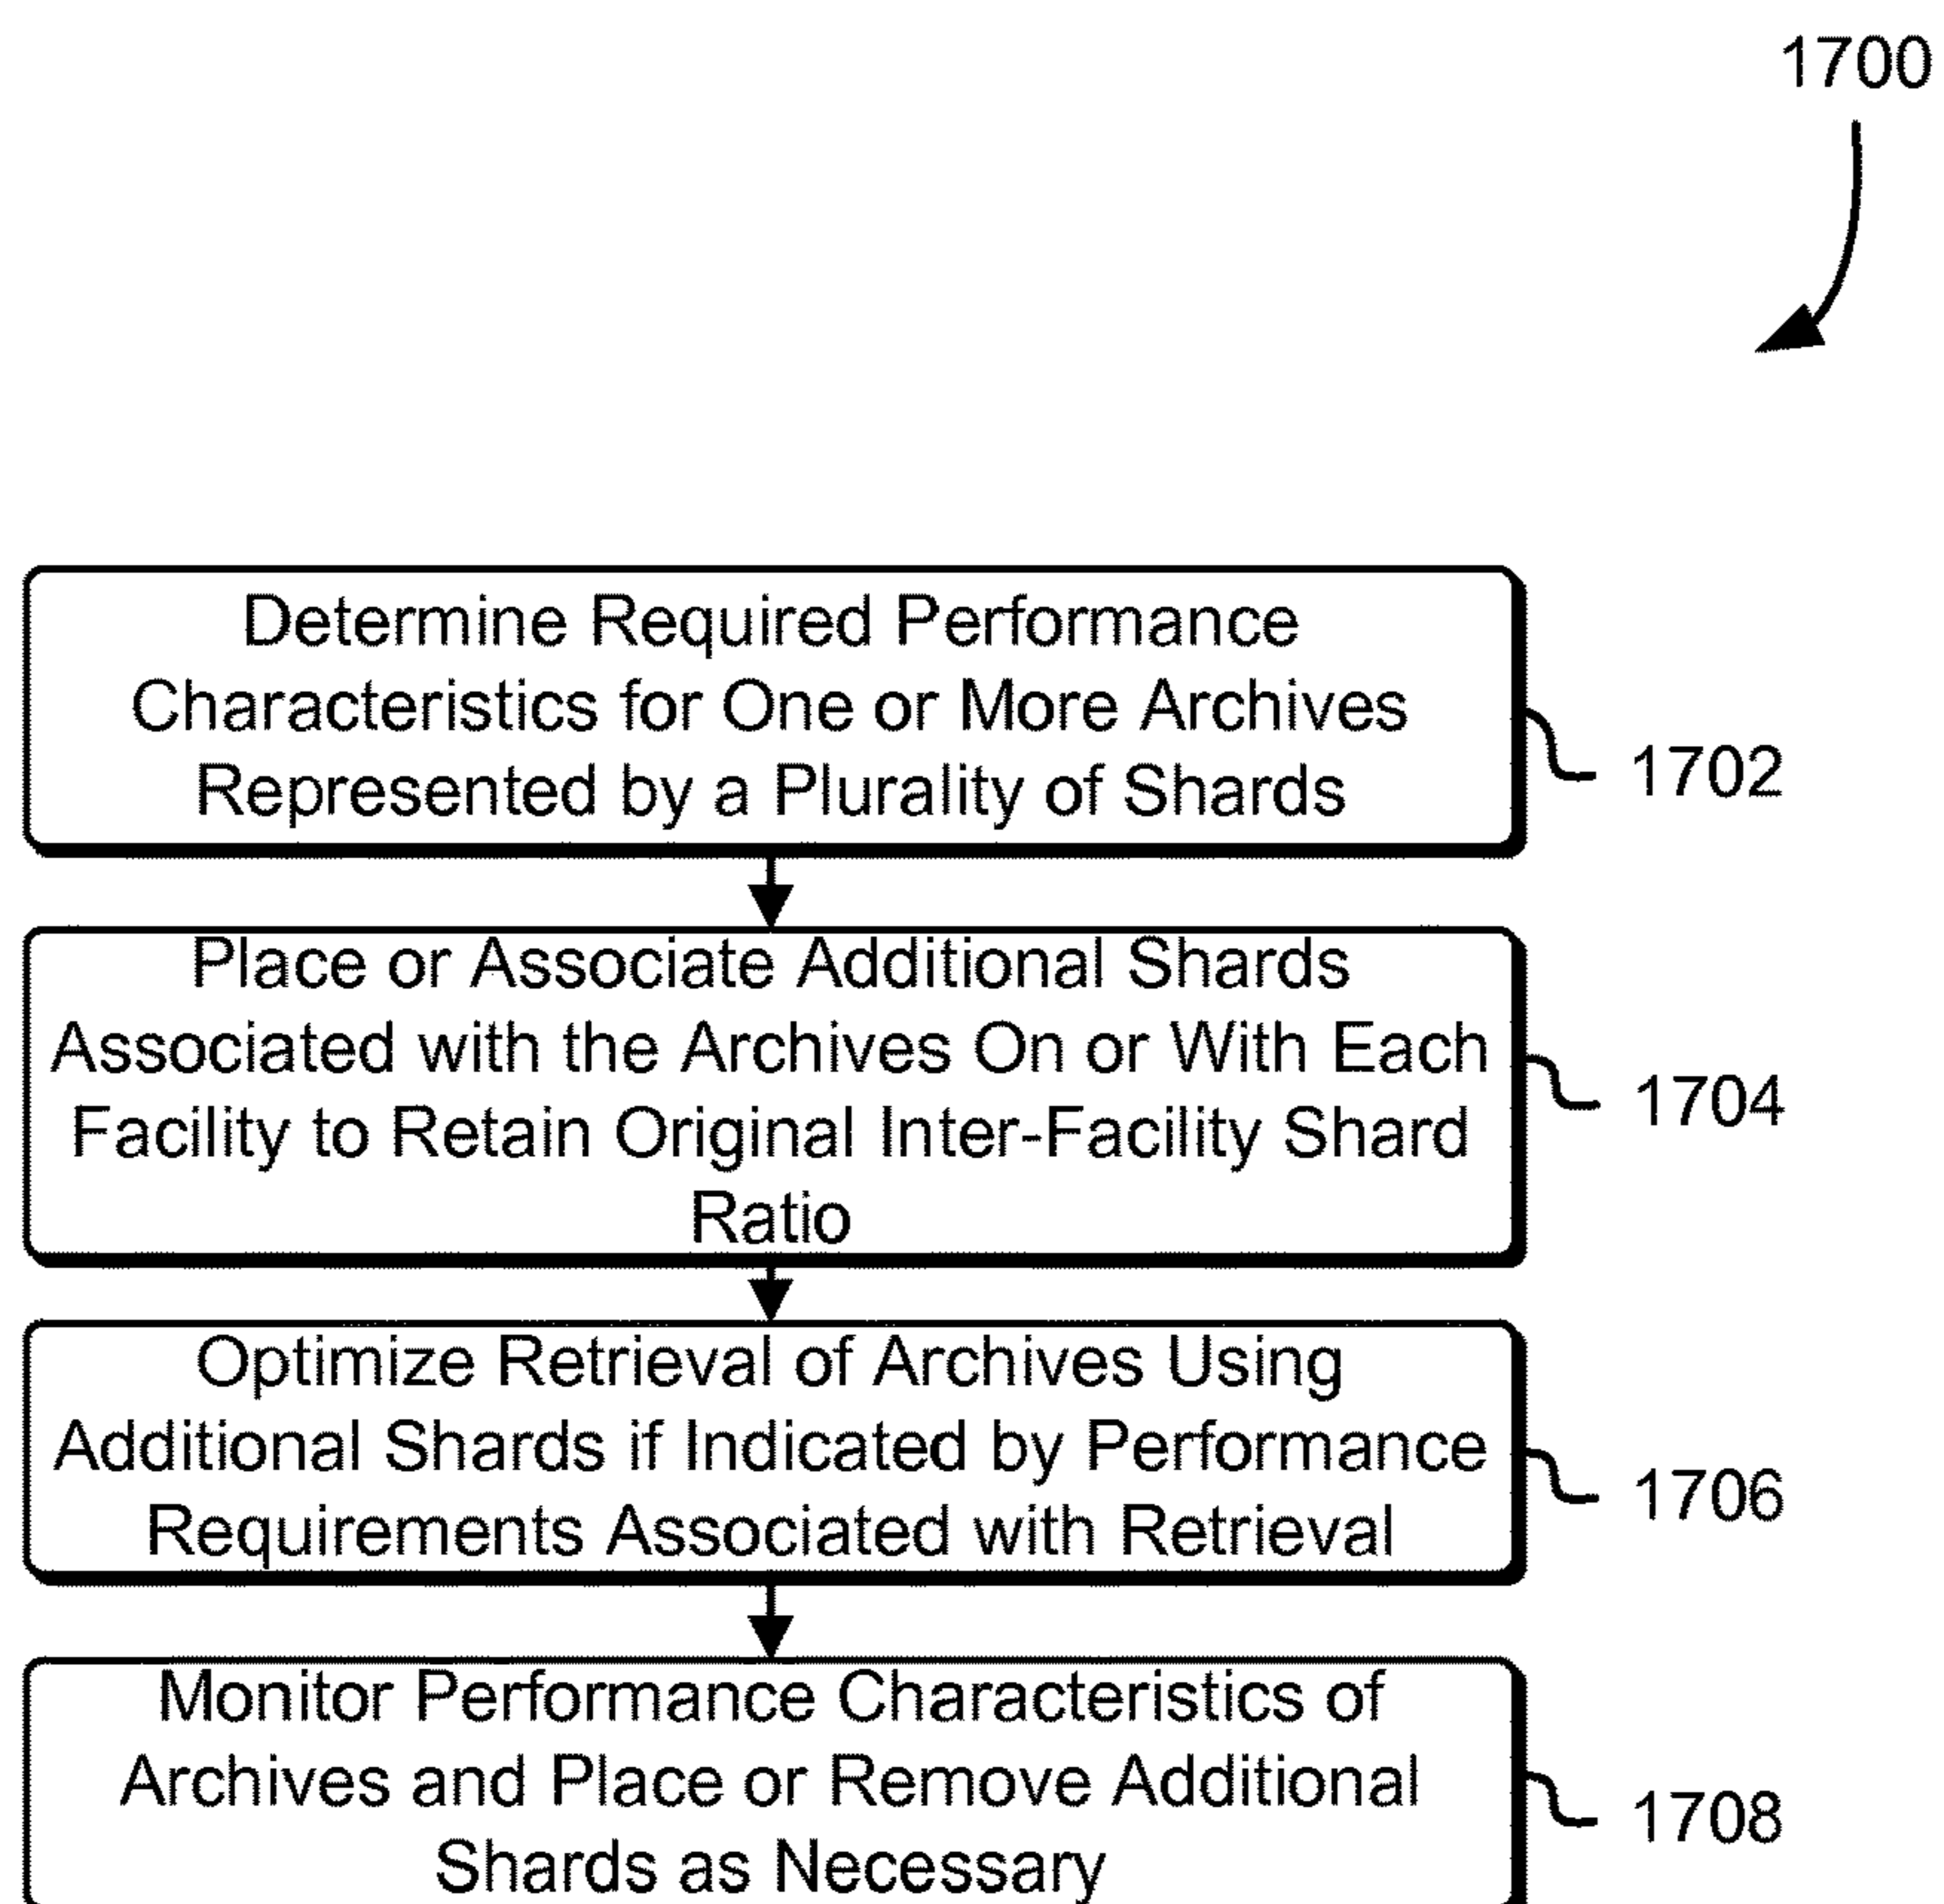 1700
Determine Required Performance
Characteristics for One or More Archives
Represented by a Plurality of Shards
1702
Place or Associate Additional Shards
Associated with the Archives On or With Each
Facility to Retain Original Inter-Facility Shard
Ratio
1704
Optimize Retrieval of Archives Using
Additional Shards if Indicated by Performance
Requirements Associated with Retrieval
1706
Monitor Performance Characteristics of
Archives and Place or Remove Additional
Shards as Necessary
1708